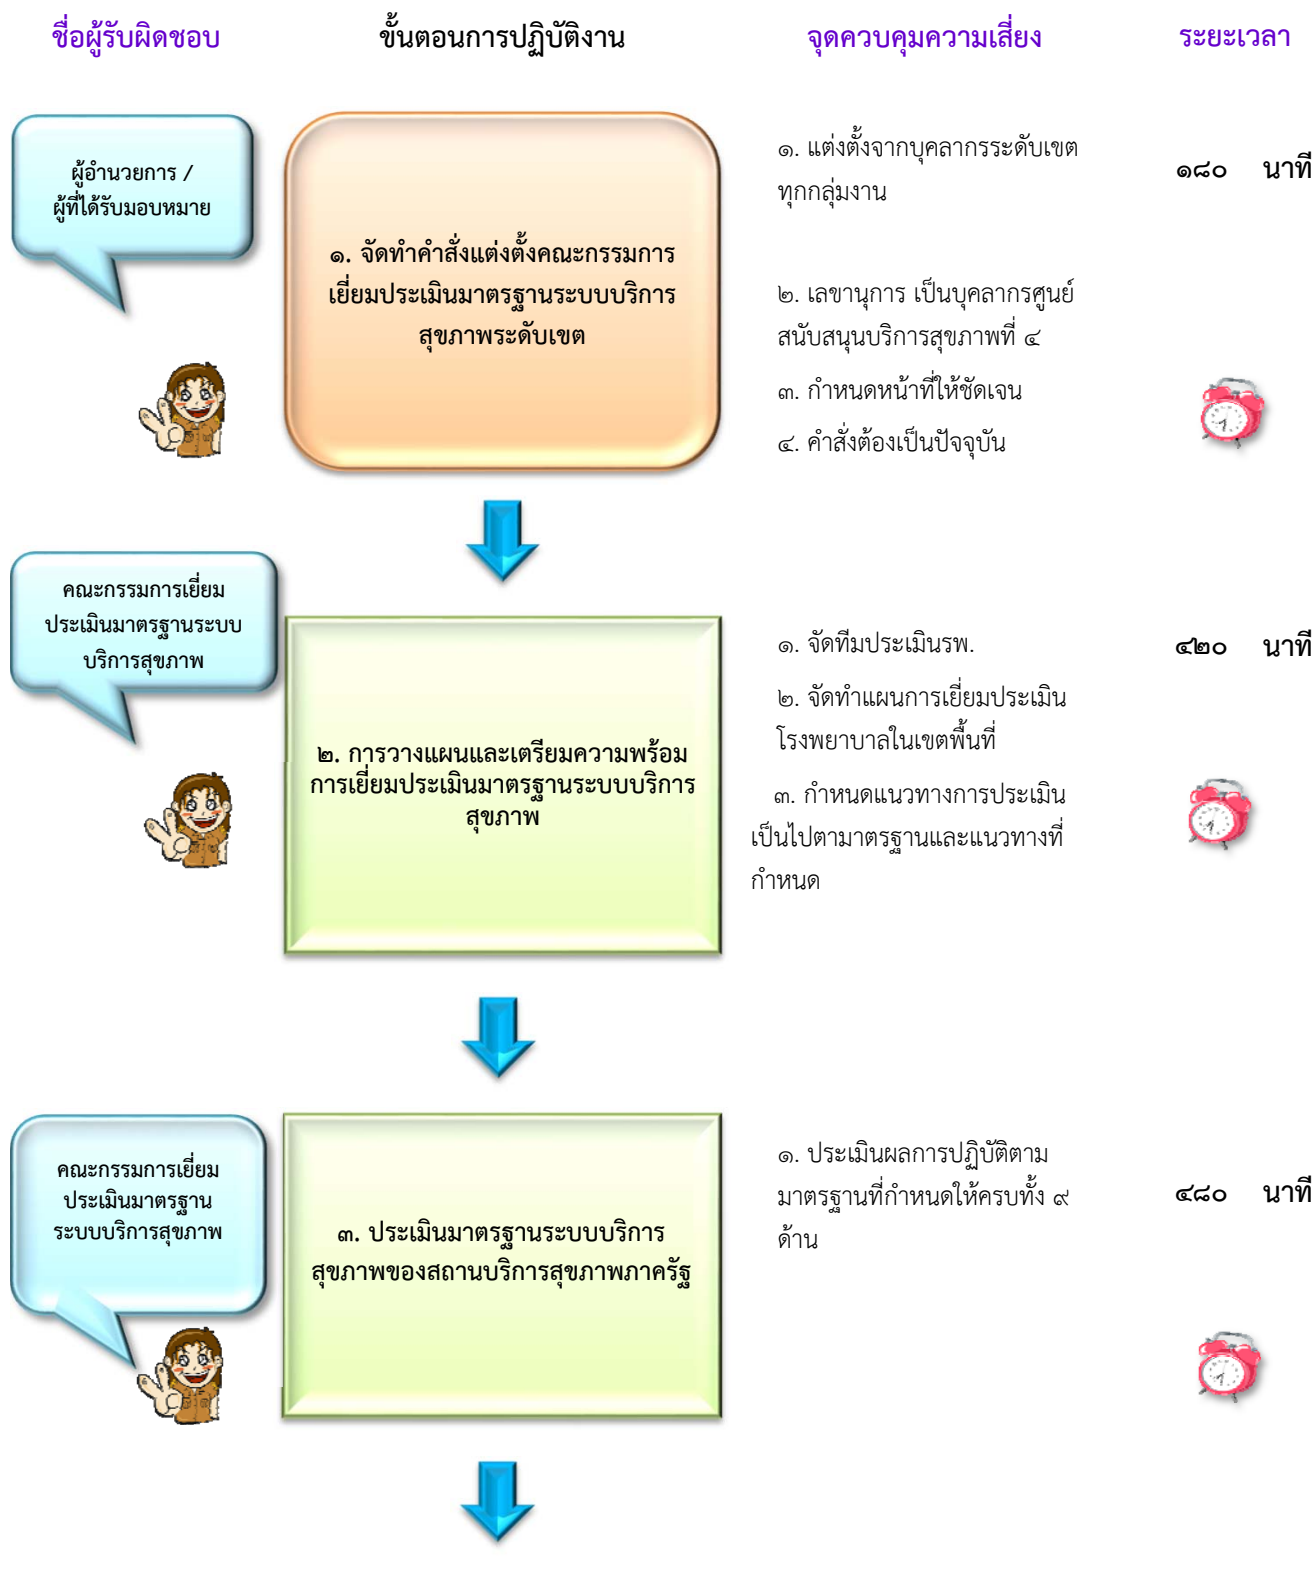 ชื่อผู้รับผิดชอบ ขั้นตอนการปฏิบัติงาน จุดควบคุมความเสี่ยง ระยะเวลา
ผู้อำนวยการ /
ผู้ที่ได้รับมอบหมาย
๑. จัดทำคำสั่งแต่งตั้งคณะกรรมการ
เยี่ยมประเมินมาตรฐานระบบบริการ
สุขภาพระดับเขต
๑. แต่งตั้งจากบุคลากรระดับเขต
ทุกกลุ่มงาน
๒. เลขานุการ เป็นบุคลากรศูนย์
สนับสนุนบริการสุขภาพที่ ๔
๓. กำหนดหน้าที่ให้ชัดเจน
๔. คำสั่งต้องเป็นปัจจุบัน
๑๘๐ นาที
คณะกรรมการเยี่ยม
ประเมินมาตรฐานระบบ
บริการสุขภาพ
๒. การวางแผนและเตรียมความพร้อม
การเยี่ยมประเมินมาตรฐานระบบบริการ
สุขภาพ
๑. จัดทีมประเมินรพ.
๒. จัดทำแผนการเยี่ยมประเมิน
โรงพยาบาลในเขตพื้นที่
๓. กำหนดแนวทางการประเมิน
เป็นไปตามาตรฐานและแนวทางที่
กำหนด
๔๒๐ นาที
คณะกรรมการเยี่ยม
ประเมินมาตรฐาน
ระบบบริการสุขภาพ
๓. ประเมินมาตรฐานระบบบริการ
สุขภาพของสถานบริการสุขภาพภาครัฐ
๑. ประเมินผลการปฏิบัติตาม
มาตรฐานที่กำหนดให้ครบทั้ง ๙
ด้าน
๔๘๐ นาที